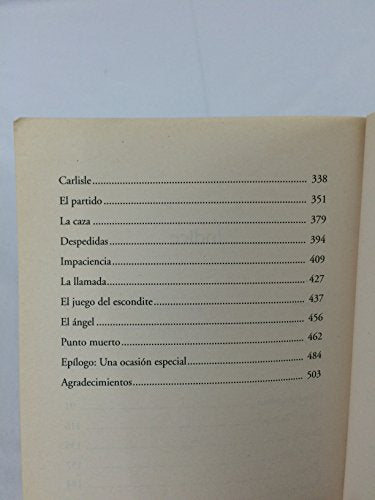 Carlisle 338
El partido 351
La caza 379
Despedidas 394
Impaciencia 409
La llamada 427
El juego del escondite 437
El ángel 456
Punto muerto 462
Epílogo: Una ocasión especial 484
Agradecimientos 503